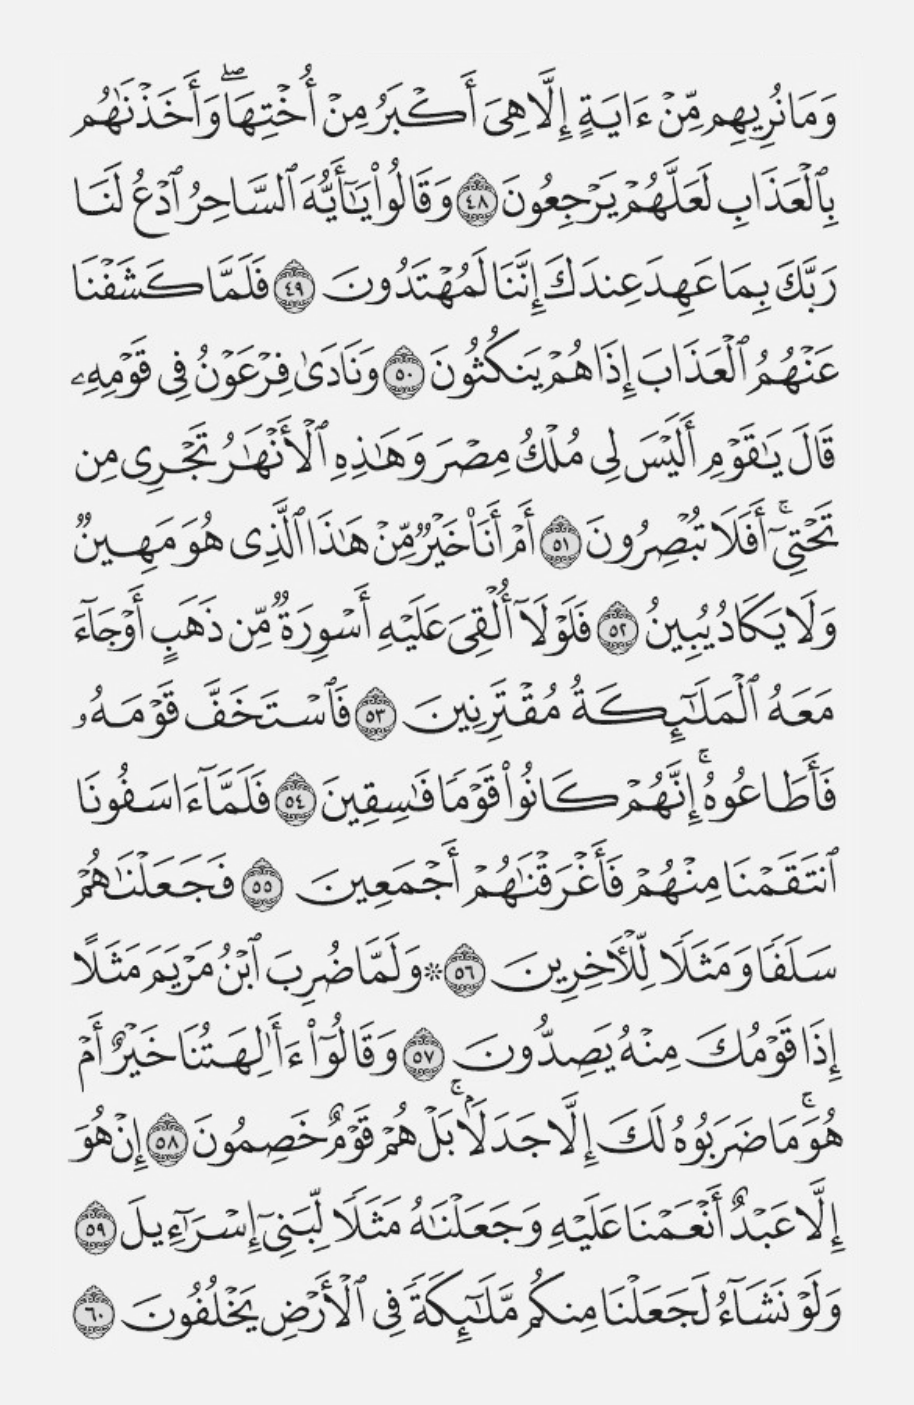 وَمَا نُرِيهِم مِّنْ ءَايَةٍ إِلَّا هِيَ أَكْبَرُ مِنْ أُخْتِهَاۖ وَأَخَذْنَٰهُم
بِٱلْعَذَابِ لَعَلَّهُمْ يَرْجِعُونَ ٤٨ وَقَالُوا۟ يَٰٓأَيُّهَ ٱلسَّاحِرُ ٱدْعُ لَنَا
رَبَّكَ بِمَا عَهِدَ عِندَكَ إِنَّنَا لَمُهْتَدُونَ ٤٩ فَلَمَّا كَشَفْنَا
عَنْهُمُ ٱلْعَذَابَ إِذَا هُمْ يَنكُثُونَ ٥٠ وَنَادَىٰ فِرْعَوْنُ فِى قَوْمِهِۦ
قَالَ يَٰقَوْمِ أَلَيْسَ لِى مُلْكُ مِصْرَ وَهَٰذِهِ ٱلْأَنْهَٰرُ تَجْرِى مِن
تَحْتِىٓۚ أَفَلَا تُبْصِرُونَ ٥١ أَمْ أَنَا۠ خَيْرٌ مِّنْ هَٰذَا ٱلَّذِى هُوَ مَهِينٌ
وَلَا يَكَادُ يُبِينُ ٥٢ فَلَوْلَآ أُلْقِىَ عَلَيْهِ أَسْوِرَةٌ مِّن ذَهَبٍ أَوْ جَآءَ
مَعَهُ ٱلْمَلَٰٓئِكَةُ مُقْتَرِنِينَ ٥٣ فَٱسْتَخَفَّ قَوْمَهُۥ
فَأَطَاعُوهُۚ إِنَّهُمْ كَانُوا۟ قَوْمًا فَٰسِقِينَ ٥٤ فَلَمَّآ ءَاسَفُونَا
ٱنتَقَمْنَا مِنْهُمْ فَأَغْرَقْنَٰهُمْ أَجْمَعِينَ ٥٥ فَجَعَلْنَٰهُمْ
سَلَفًا وَمَثَلًا لِّلْءَاخِرِينَ ٥٦ ۞ وَلَمَّا ضُرِبَ ٱبْنُ مَرْيَمَ مَثَلًا
إِذَا قَوْمُكَ مِنْهُ يَصِدُّونَ ٥٧ وَقَالُوٓا۟ ءَأَٰلِهَتُنَا خَيْرٌ أَمْ
هُوَۚ مَا ضَرَبُوهُ لَكَ إِلَّا جَدَلًۢاۚ بَلْ هُمْ قَوْمٌ خَصِمُونَ ٥٨ إِنْ هُوَ
إِلَّا عَبْدٌ أَنْعَمْنَا عَلَيْهِ وَجَعَلْنَٰهُ مَثَلًا لِّبَنِىٓ إِسْرَٰٓءِيلَ ٥٩
وَلَوْ نَشَآءُ لَجَعَلْنَا مِنكُم مَّلَٰٓئِكَةً فِى ٱلْأَرْضِ يَخْلُفُونَ ٦٠